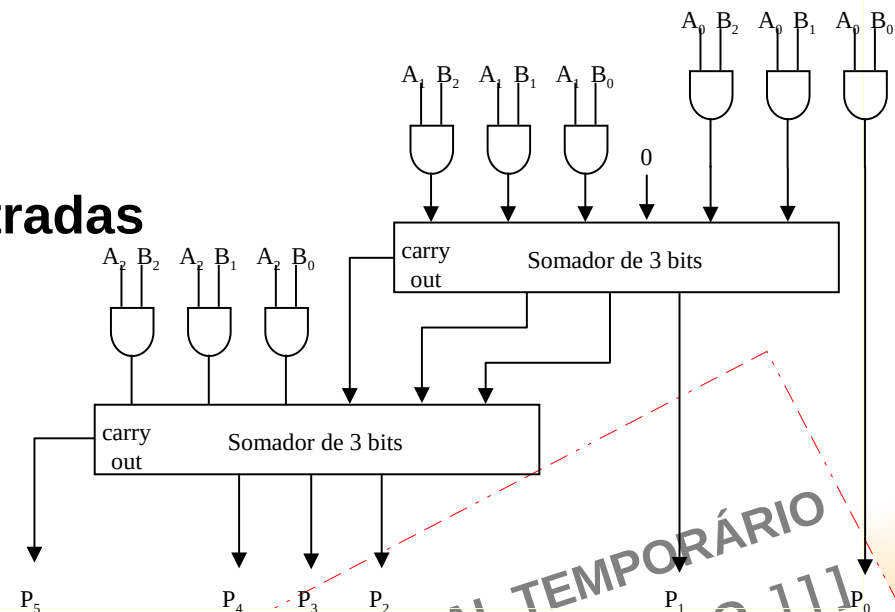 A₀ B₂ A₀ B₁ A₀ B₀
A₁ B₂ A₁ B₁ A₁ B₀
0
tradas
carry
out
Somador de 3 bits
A₂ B₂ A₂ B₁ A₂ B₀
carry
out
Somador de 3 bits
TEMPORÁRIO
]]]
P₅ P₄ P₃ P₂ P₁ P₀